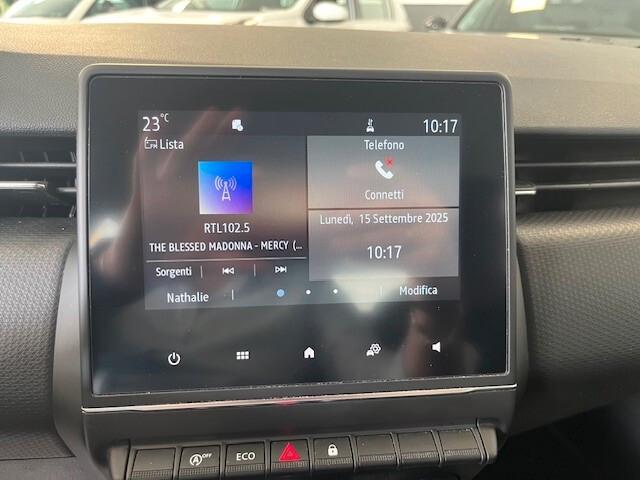 23°C 10:17
Lista
Telefono
Connetti
RTL102.5
THE BLESSED MADONNA - MERCY (...
Lunedì, 15 Settembre 2025
10:17
Sorgenti
Nathalie
Modifica
A OFF
ECO